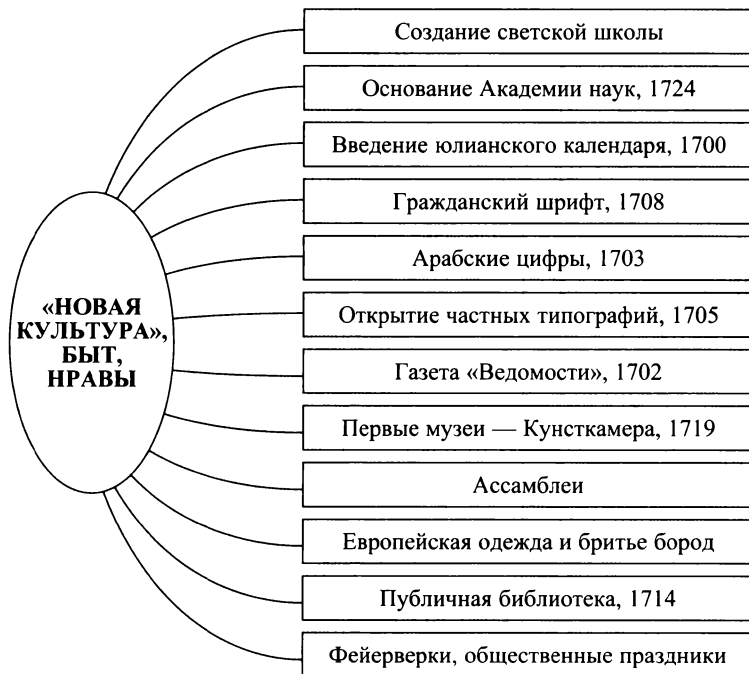 Создание светской школы
Основание Академии наук, 1724
Введение юлианского календаря, 1700
Гражданский шрифт, 1708
Арабские цифры, 1703
«НОВАЯ
КУЛЬТУРА»,
БЫТ,
НРАВЫ
Открытие частных типографий, 1705
Газета «Ведомости», 1702
Первые музеи — Кунсткамера, 1719
Ассамблеи
Европейская одежда и бритье бород
Публичная библиотека, 1714
Фейерверки, общественные праздники